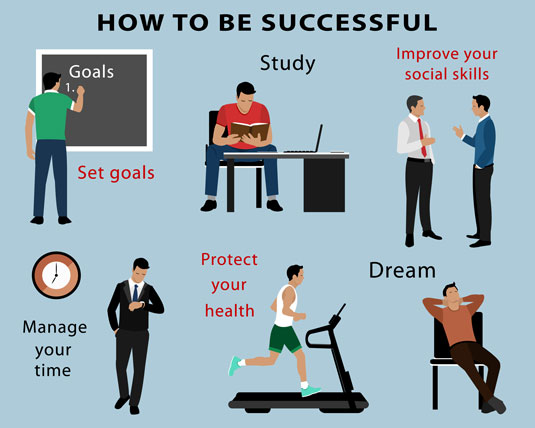 HOW TO BE SUCCESSFUL
Goals
1.
Set goals
Study
Improve your
social skills
Manage
your
time
Protect
your
health
Dream